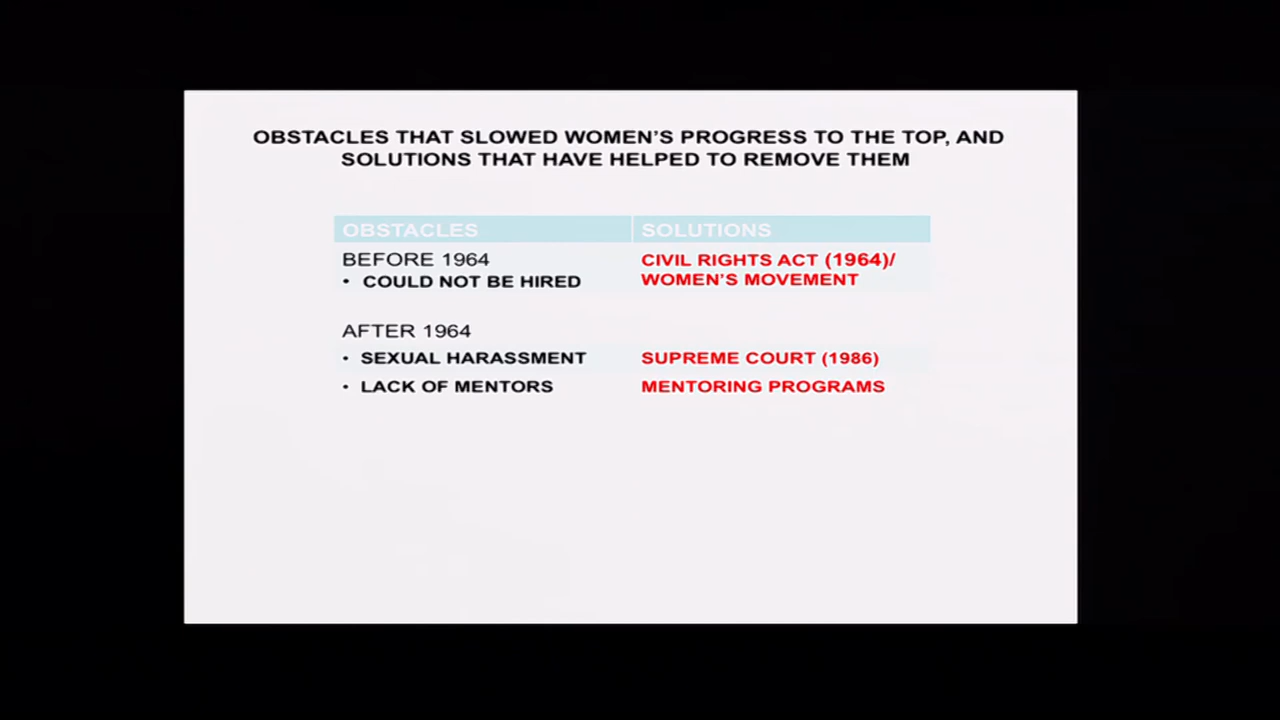 OBSTACLES THAT SLOWED WOMEN'S PROGRESS TO THE TOP, AND
SOLUTIONS THAT HAVE HELPED TO REMOVE THEM
OBSTACLES
SOLUTIONS
BEFORE 1964
• COULD NOT BE HIRED
CIVIL RIGHTS ACT (1964)/
WOMEN'S MOVEMENT
AFTER 1964
• SEXUAL HARASSMENT
SUPREME COURT (1986)
• LACK OF MENTORS
MENTORING PROGRAMS